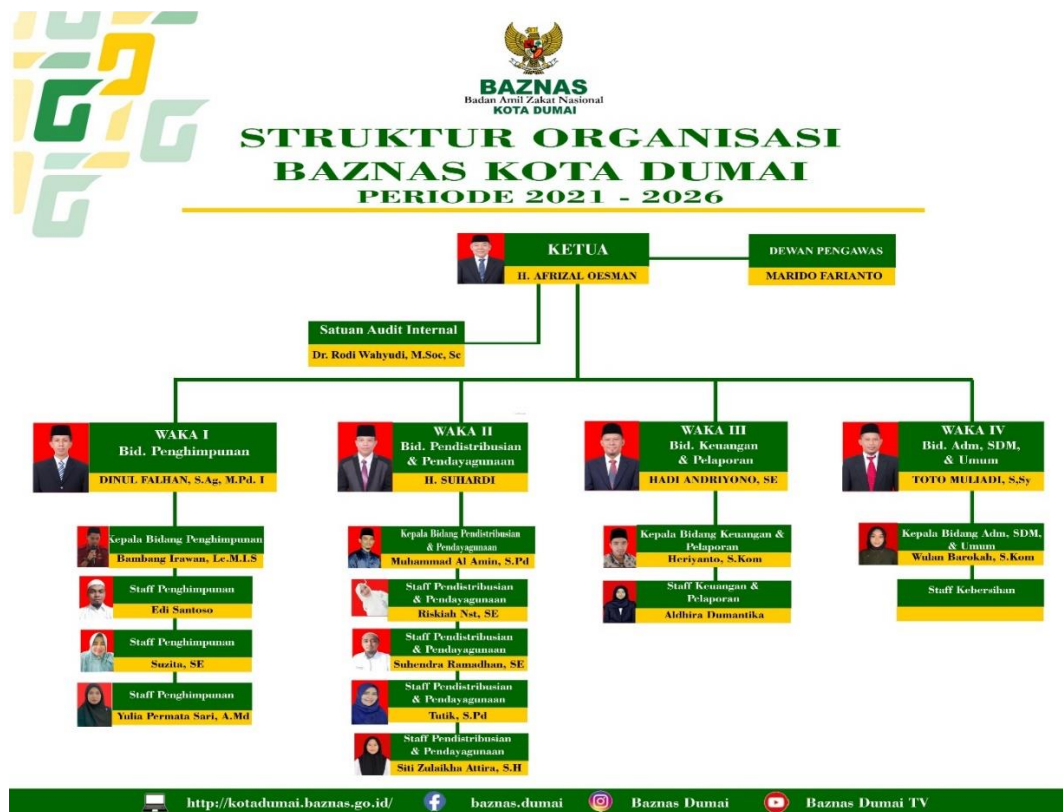 BAZNAS
Badan Amil Zakat Nasional
KOTA DUMAI
STRUKTUR ORGANISASI
BAZNAS KOTA DUMAI
PERIODE 2021 - 2026
KETUA
H. AFRIZAL OESMAN
DEWAN PENGAWAS
MARIDO FARIANTO
Satuan Audit Internal
Dr. Rodi Wahyudi, M.Soc, Sc
WAKA I
Bid. Penghimpunan
DINUL FALHAN, S.Ag, M.Pd. I
Kepala Bidang Penghimpunan
Bambang Irawan, Lc.M.I.S
Staff Penghimpunan
Edi Santoso
Staff Penghimpunan
Suzita, SE
Staff Penghimpunan
Yulia Permata Sari, A.Md
WAKA II
Bid. Pendistribusian
& Pendayagunaan
H. SUHARDI
Kepala Bidang Pendistribusian
& Pendayagunaan
Muhammad Al Amin, S.Pd
Staff Pendistribusian
& Pendayagunaan
Riskiah Nst, SE
Staff Pendistribusian
& Pendayagunaan
Suhendra Ramadhan, SE
Staff Pendistribusian
& Pendayagunaan
Tutik, S.Pd
Staff Pendistribusian
& Pendayagunaan
Siti Zulaikha Attira, S.H
WAKA III
Bid. Keuangan
& Pelaporan
HADI ANDRIYONO, SE
Kepala Bidang Keuangan &
Pelaporan
Heriyanto, S.Kom
Staff Keuangan &
Pelaporan
Aldhira Dumantika
WAKA IV
Bid. Adm, SDM,
& Umum
TOTO MULIADI, S,Sy
Kepala Bidang Adm, SDM,
& Umum
Wulan Barokah, S.Kom
Staff Kebersihan
http://kotadumai.baznas.go.id/
baznas.dumai
Baznas Dumai
Baznas Dumai TV